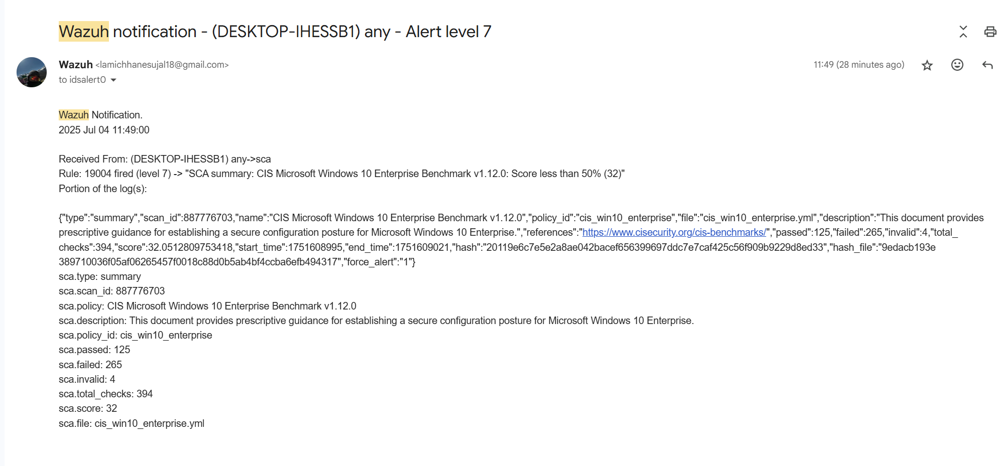 Wazuh notification - (DESKTOP-IHESSB1) any - Alert level 7
Wazuh <lamichhanesujal18@gmail.com>
11:49 (28 minutes ago)
to idsalert0
Wazuh Notification.
2025 Jul 04 11:49:00
Received From: (DESKTOP-IHESSB1) any->sca
Rule: 19004 fired (level 7) -> "SCA summary: CIS Microsoft Windows 10 Enterprise Benchmark v1.12.0: Score less than 50% (32)"
Portion of the log(s):
{"type":"summary","scan_id":887776703,"name":"CIS Microsoft Windows 10 Enterprise Benchmark v1.12.0","policy_id":"cis_win10_enterprise","file":"cis_win10_enterprise.yml","description":"This document provides
prescriptive guidance for establishing a secure configuration posture for Microsoft Windows 10 Enterprise.","references":"https://www.cisecurity.org/cis-benchmarks/","passed":125,"failed":265,"invalid":4,"total_
checks":394,"score":32.0512809753418,"start_time":1751608995,"end_time":1751609021,"hash":"20119e6c7e5e2a8ae042bacef656399697ddc7e7caf425c56f909b9229d8ed33","hash_file":"9edacb193e
389710036f05af06265457f0018c88d0b5ab4bf4ccba6efb494317","force_alert":"1"}
sca.type: summary
sca.scan_id: 887776703
sca.policy: CIS Microsoft Windows 10 Enterprise Benchmark v1.12.0
sca.description: This document provides prescriptive guidance for establishing a secure configuration posture for Microsoft Windows 10 Enterprise.
sca.policy_id: cis_win10_enterprise
sca.passed: 125
sca.failed: 265
sca.invalid: 4
sca.total_checks: 394
sca.score: 32
sca.file: cis_win10_enterprise.yml